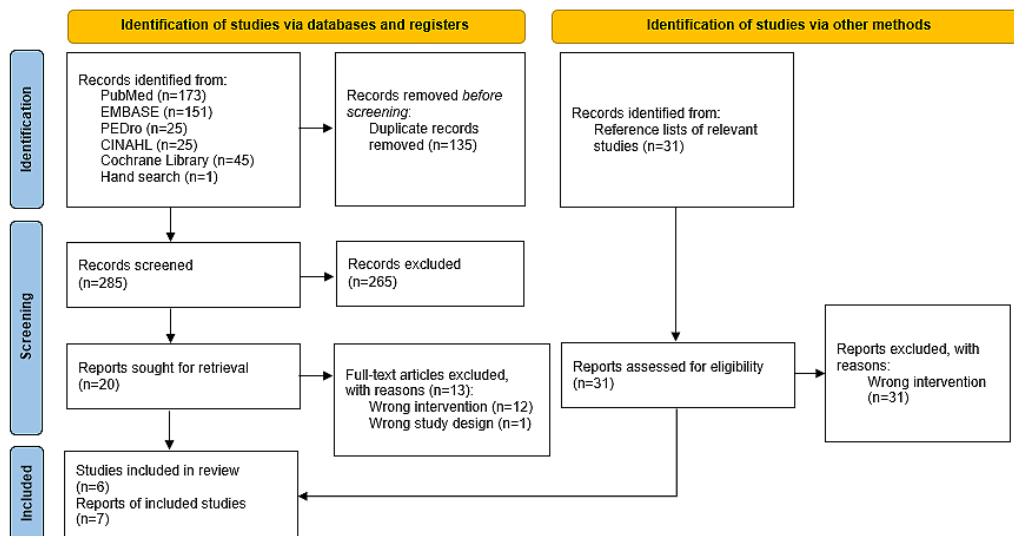 Identification of studies via databases and registers
Identification of studies via other methods
Identification
Records identified from:
PubMed (n=173)
EMBASE (n=151)
PEDro (n=25)
CINAHL (n=25)
Cochrane Library (n=45)
Hand search (n=1)
Records removed before
screening:
Duplicate records
removed (n=135)
Records identified from:
Reference lists of relevant
studies (n=31)
Screening
Records screened
(n=285)
Records excluded
(n=265)
Reports sought for retrieval
(n=20)
Full-text articles excluded,
with reasons (n=13):
Wrong intervention (n=12)
Wrong study design (n=1)
Reports assessed for eligibility
(n=31)
Reports excluded, with
reasons:
Wrong intervention
(n=31)
Included
Studies included in review
(n=6)
Reports of included studies
(n=7)